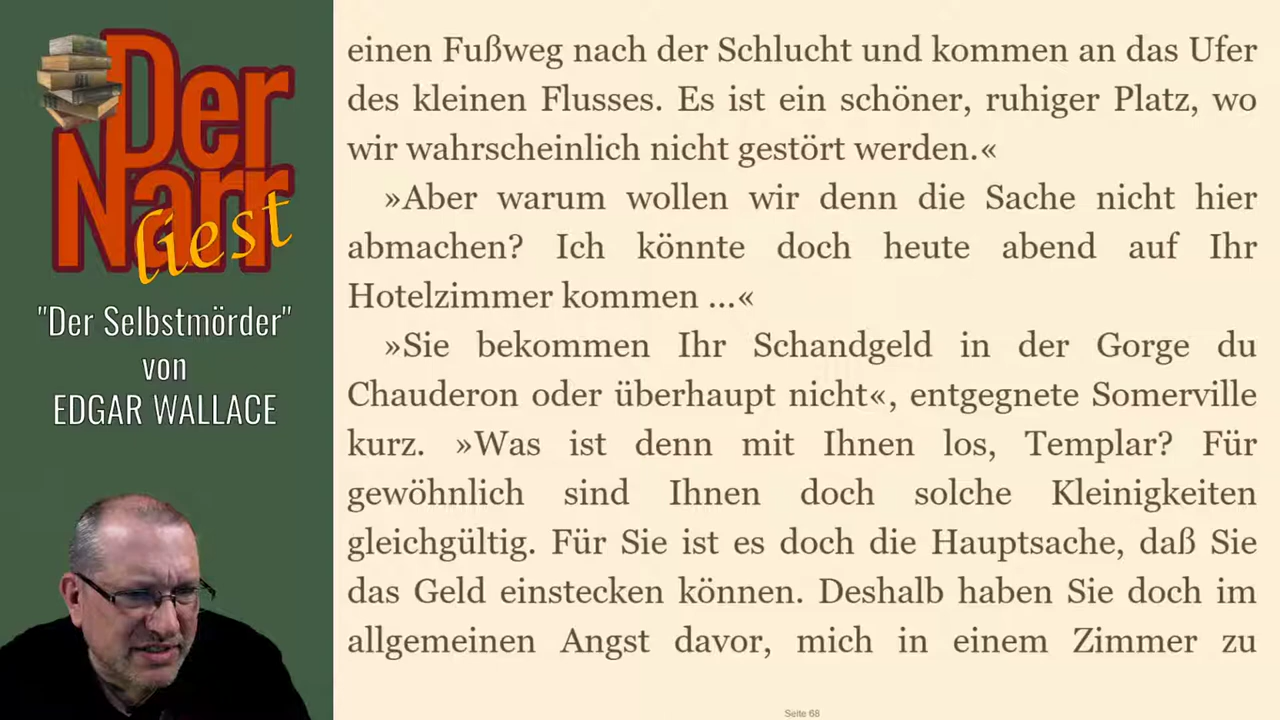 Der
Narr
liest
"Der Selbstmörder"
von
EDGAR WALLACE
einen Fußweg nach der Schlucht und kommen an das Ufer
des kleinen Flusses. Es ist ein schöner, ruhiger Platz, wo
wir wahrscheinlich nicht gestört werden.«
»Aber warum wollen wir denn die Sache nicht hier
abmachen? Ich könnte doch heute abend auf Ihr
Hotelzimmer kommen ...«
»Sie bekommen Ihr Schandgeld in der Gorge du
Chauderon oder überhaupt nicht«, entgegnete Somerville
kurz. »Was ist denn mit Ihnen los, Templar? Für
gewöhnlich sind Ihnen doch solche Kleinigkeiten
gleichgültig. Für Sie ist es doch die Hauptsache, daß Sie
das Geld einstecken können. Deshalb haben Sie doch im
allgemeinen Angst davor, mich in einem Zimmer zu
Seite 68